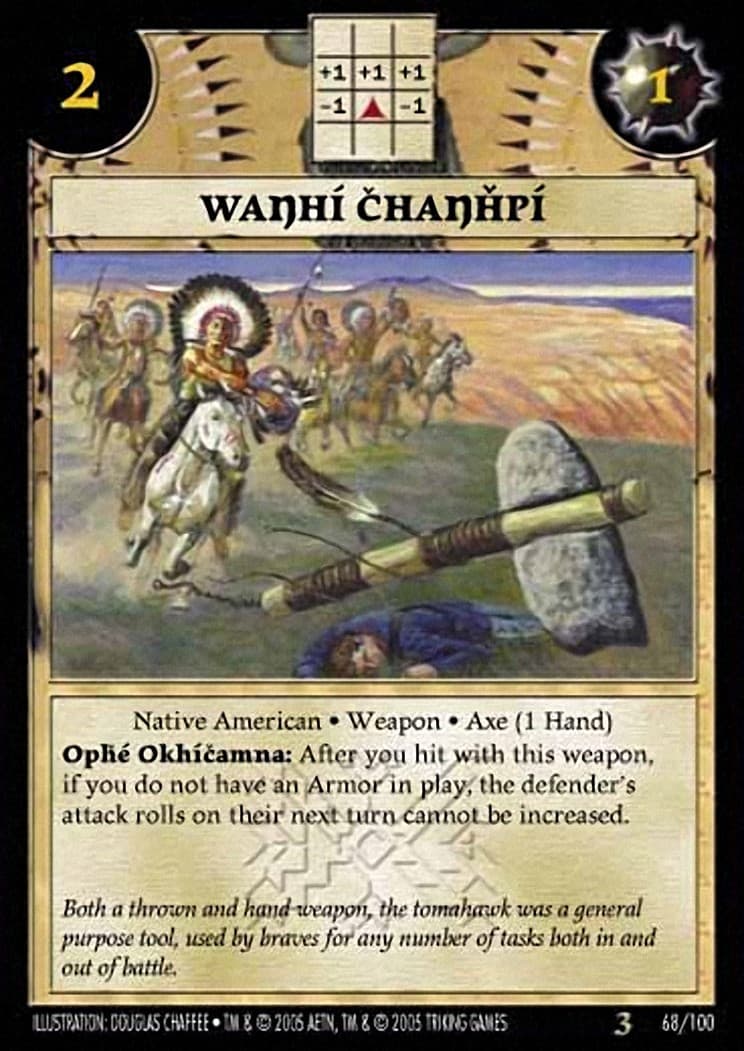 2
1
+1 +1 +1
-1 -1
WAŊHÍ ČHAŊȞPÍ
Native American • Weapon • Axe (1 Hand)
Opȟé Okhíčamna: After you hit with this weapon,
if you do not have an Armor in play, the defender's
attack rolls on their next turn cannot be increased.
Both a thrown and hand weapon, the tomahawk was a general
purpose tool, used by braves for any number of tasks both in and
out of battle.
ILLUSTRATION: DOUGLAS CHAFFEE • TM & © 2005 AETN, TM & © 2005 TRIKING GAMES 3 68/100